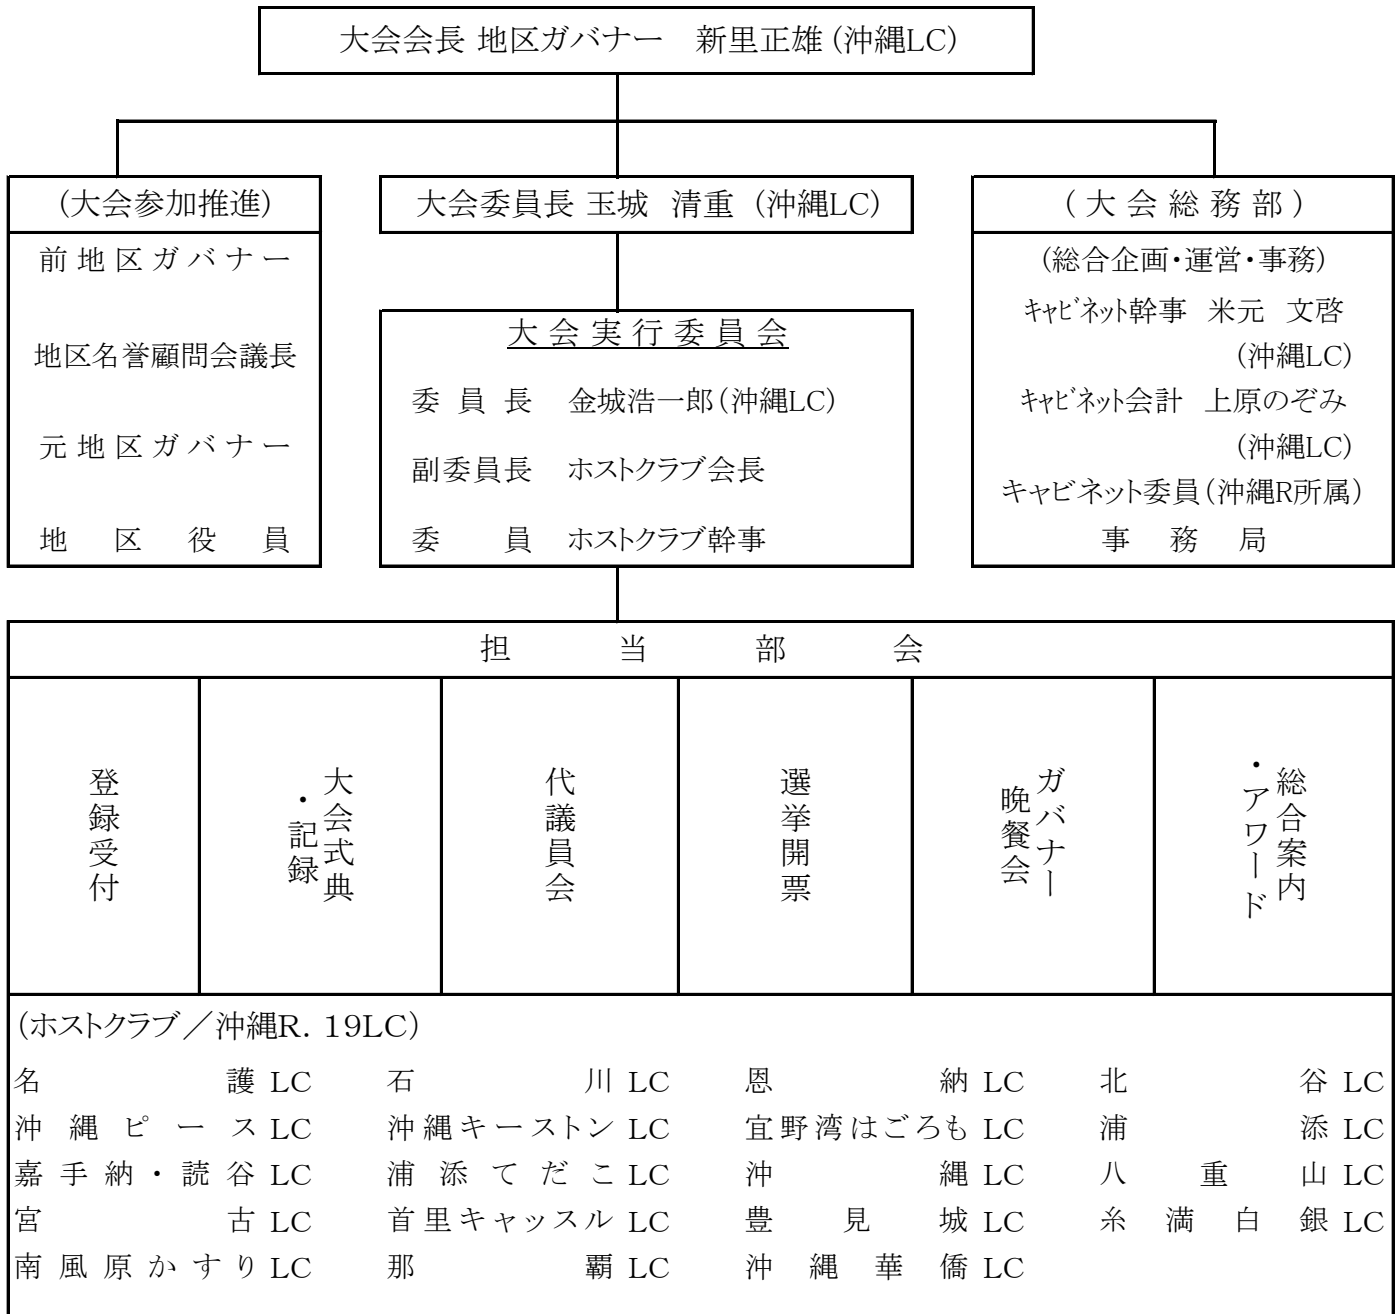 大会会長 地区ガバナー　新里正雄(沖縄LC)
(大会参加推進)
前地区ガバナー
地区名誉顧問会議長
元地区ガバナー
地区役員
大会委員長 玉城　清重 (沖縄LC)
大会実行委員会
委員長　金城浩一郎(沖縄LC)
副委員長　ホストクラブ会長
委員　ホストクラブ幹事
(大会総務部)
(総合企画・運営・事務)
キャビネット幹事　米元　文啓
(沖縄LC)
キャビネット会計　上原のぞみ
(沖縄LC)
キャビネット委員(沖縄R所属)
事務局
担当部会
登録受付
大会式典
・記録
代議員会
選挙開票
ガバナー
晩餐会
総合案内
・アワード
(ホストクラブ／沖縄R. 19LC)
名護LC　石川LC　恩納LC　北谷LC
沖縄ピースLC　沖縄キーストンLC　宜野湾はごろもLC　浦添LC
嘉手納・読谷LC　浦添てだこLC　沖縄LC　八重山LC
宮古LC　首里キャッスルLC　豊見城LC　糸満白銀LC
南風原かすりLC　那覇LC　沖縄華僑LC